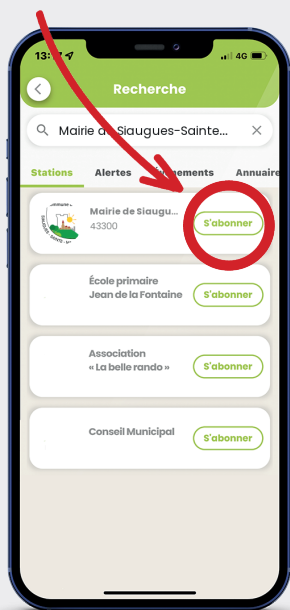 13:
4G
Recherche
Mairie de Siaugues-Sainte...
Stations Alertes Événements Annuaire
Mairie de Siaugu...
43300
S'abonner
École primaire
Jean de la Fontaine
S'abonner
Association
« La belle rando »
S'abonner
Conseil Municipal
S'abonner